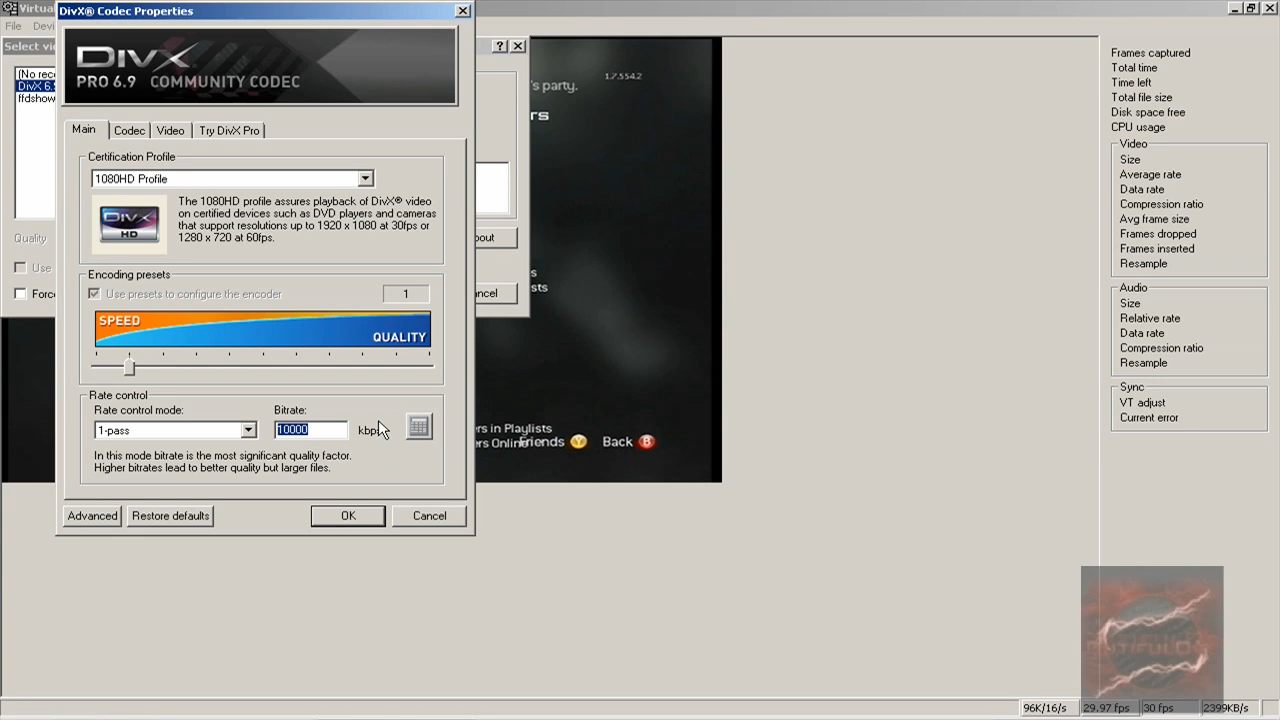 Virtual
File Devi
Select vi
(No rec
DivX 6.
ffdshow
Quality
Use
Force
DivX® Codec Properties
DIVX
PRO 6.9 COMMUNITY CODEC
Main Codec Video Try DivX Pro
Certification Profile
1080HD Profile
DIVX
HD
The 1080HD profile assures playback of DivX® video
on certified devices such as DVD players and cameras
that support resolutions up to 1920 x 1080 at 30fps or
1280 x 720 at 60fps.
Encoding presets
Use presets to configure the encoder 1
SPEED
QUALITY
Rate control
Rate control mode: Bitrate:
1-pass 10000 kbps
In this mode bitrate is the most significant quality factor.
Higher bitrates lead to better quality but larger files.
Advanced Restore defaults OK Cancel
out
ncel
's party.
1.7.554.2
rs
s
sts
rs in Playlists
ers Online
Friends Y Back B
Frames captured
Total time
Time left
Total file size
Disk space free
CPU usage
Video
Size
Average rate
Data rate
Compression ratio
Avg frame size
Frames dropped
Frames inserted
Resample
Audio
Size
Relative rate
Data rate
Compression ratio
Resample
Sync
VT adjust
Current error
96K/16/s 29.97 fps 30 fps 2399KB/s